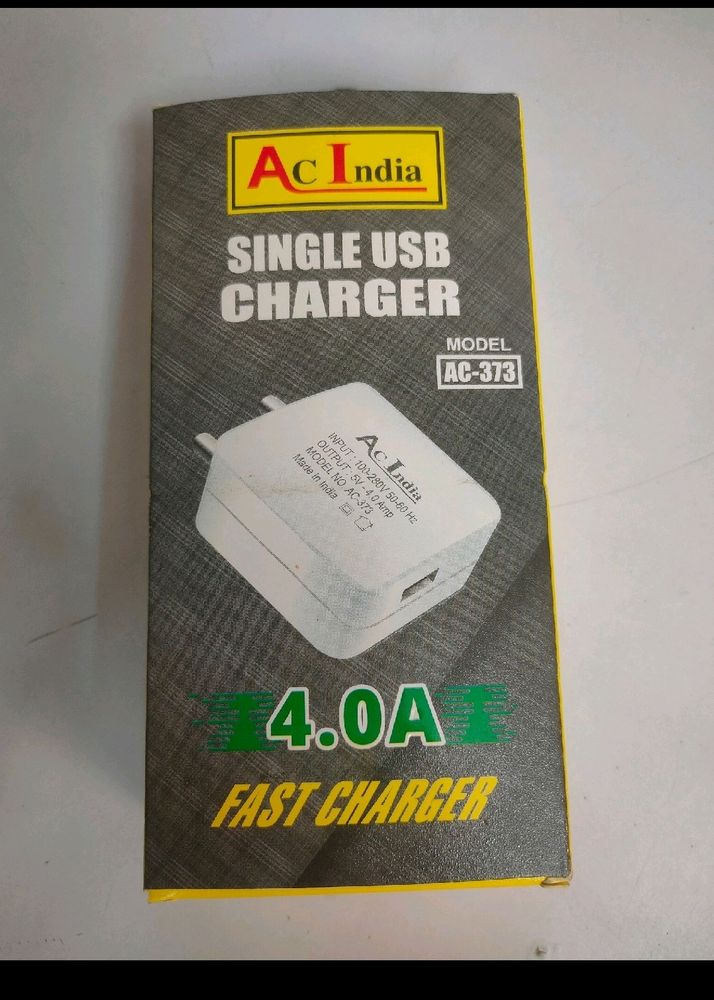 AC India
SINGLE USB
CHARGER
MODEL
AC-373
AC India
INPUT : 100-280V 50-60 Hz
OUTPUT : 5V - 4.0 Amp
MODEL NO AC-373
Made in India
4.0A
FAST CHARGER